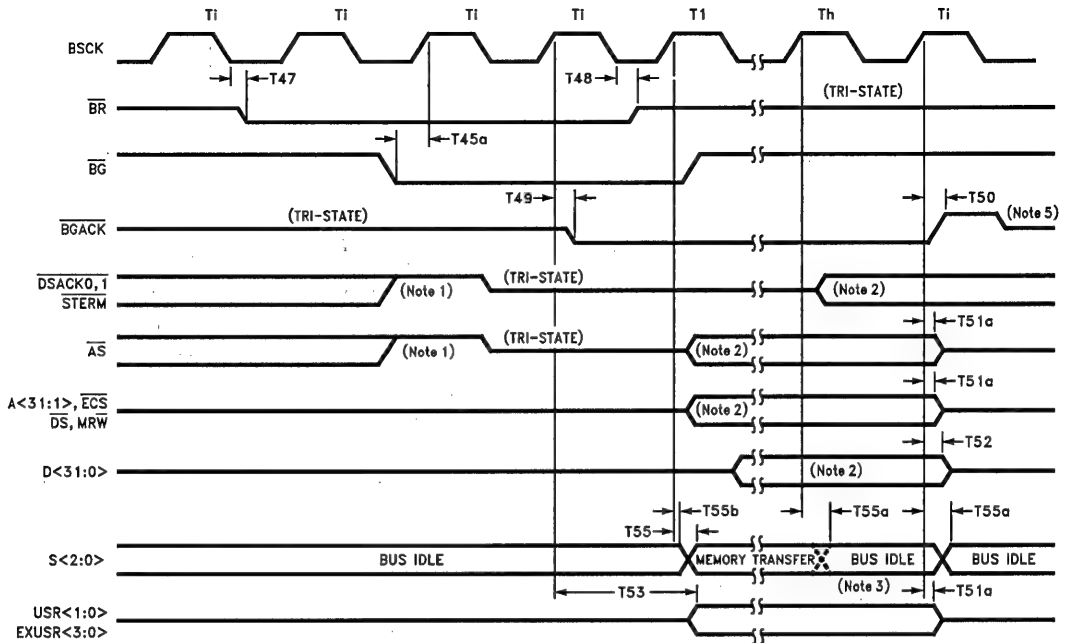 Ti Ti Ti Ti T1 Th Ti
BSCK
T47 T48
BR (TRI-STATE)
T45a
BG
T49 T50
BGACK (TRI-STATE) (Note 5)
DSACK0,1 (Note 1) (TRI-STATE) (Note 2)
STERM
T51a
AS (Note 1) (TRI-STATE) (Note 2)
T51a
A<31:1>, ECS (Note 2)
DS, MRW
T52
D<31:0> (Note 2)
T55b T55a T55a
T55
S<2:0> BUS IDLE MEMORY TRANSFER BUS IDLE BUS IDLE
(Note 3)
T53 T51a
USR<1:0>
EXUSR<3:0>